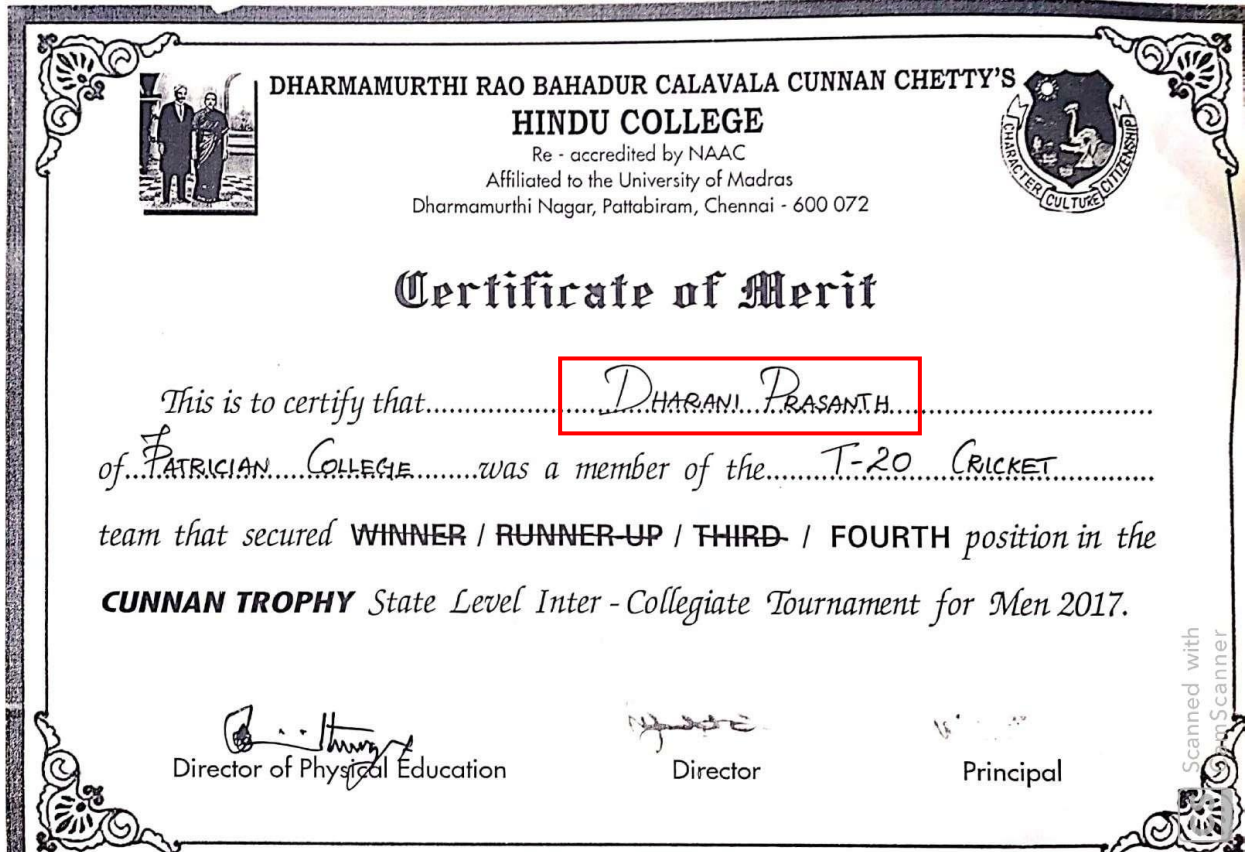 DHARMAMURTHI RAO BAHADUR CALAVALA CUNNAN CHETTY'S
HINDU COLLEGE
Re - accredited by NAAC
Affiliated to the University of Madras
Dharmamurthi Nagar, Pattabiram, Chennai - 600 072
CHARACTER CULTURE CITIZENSHIP
Certificate of Merit
This is to certify that DHARANI PRASANTH
of PATRICIAN COLLEGE was a member of the T-20 CRICKET
team that secured WINNER / RUNNER-UP / THIRD / FOURTH position in the
CUNNAN TROPHY State Level Inter - Collegiate Tournament for Men 2017.
Director of Physical Education Director Principal
Scanned with
CamScanner
CS